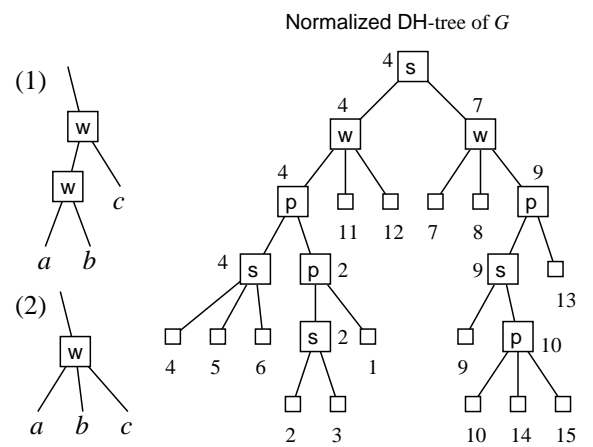 Normalized DH-tree of G
(1)
w
w
c
a b
(2)
w
a b c
4 s
4 7
w w
4 9
p p
11 12 7 8
4 s p 2 9 s
13
s 2 p 10
4 5 6 1 9
2 3 10 14 15